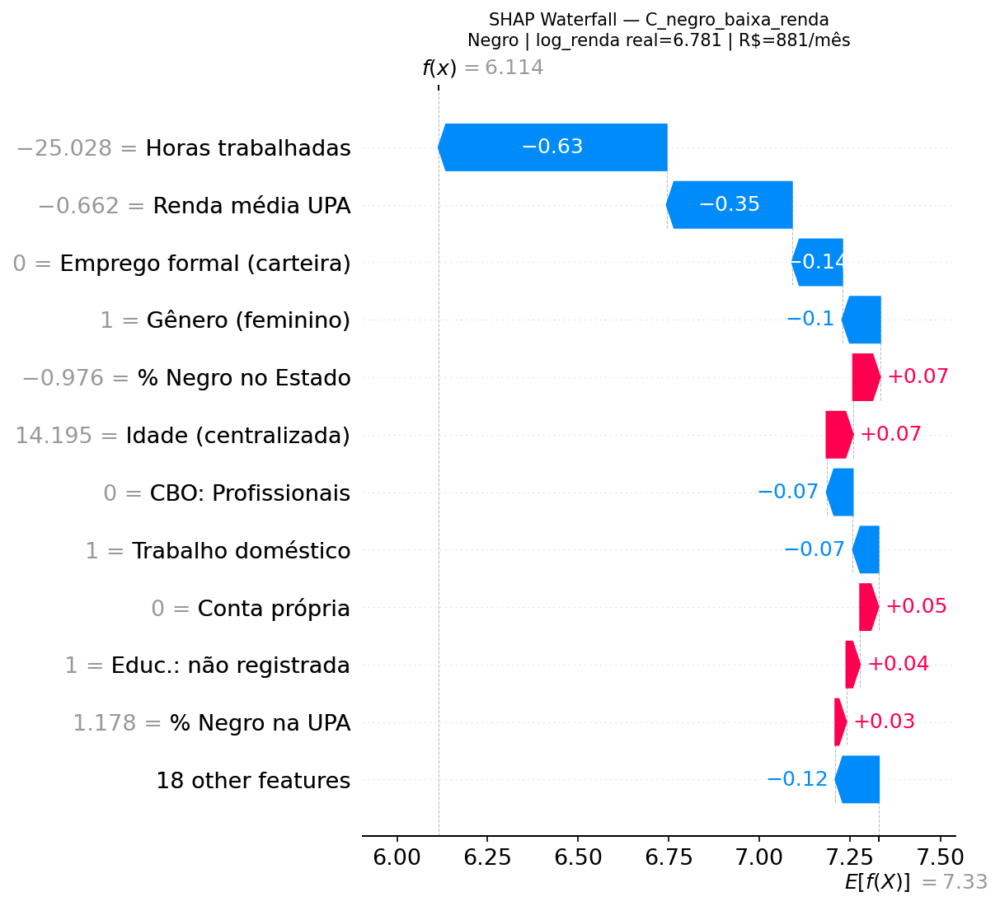 SHAP Waterfall — C_negro_baixa_renda
Negro | log_renda real=6.781 | R$=881/mês
f(x) = 6.114
−25.028 = Horas trabalhadas −0.63
−0.662 = Renda média UPA −0.35
0 = Emprego formal (carteira) −0.14
1 = Gênero (feminino) −0.1
−0.976 = % Negro no Estado +0.07
14.195 = Idade (centralizada) +0.07
0 = CBO: Profissionais −0.07
1 = Trabalho doméstico −0.07
0 = Conta própria +0.05
1 = Educ.: não registrada +0.04
1.178 = % Negro na UPA +0.03
18 other features −0.12
6.00 6.25 6.50 6.75 7.00 7.25 7.50
E[f(X)] = 7.33